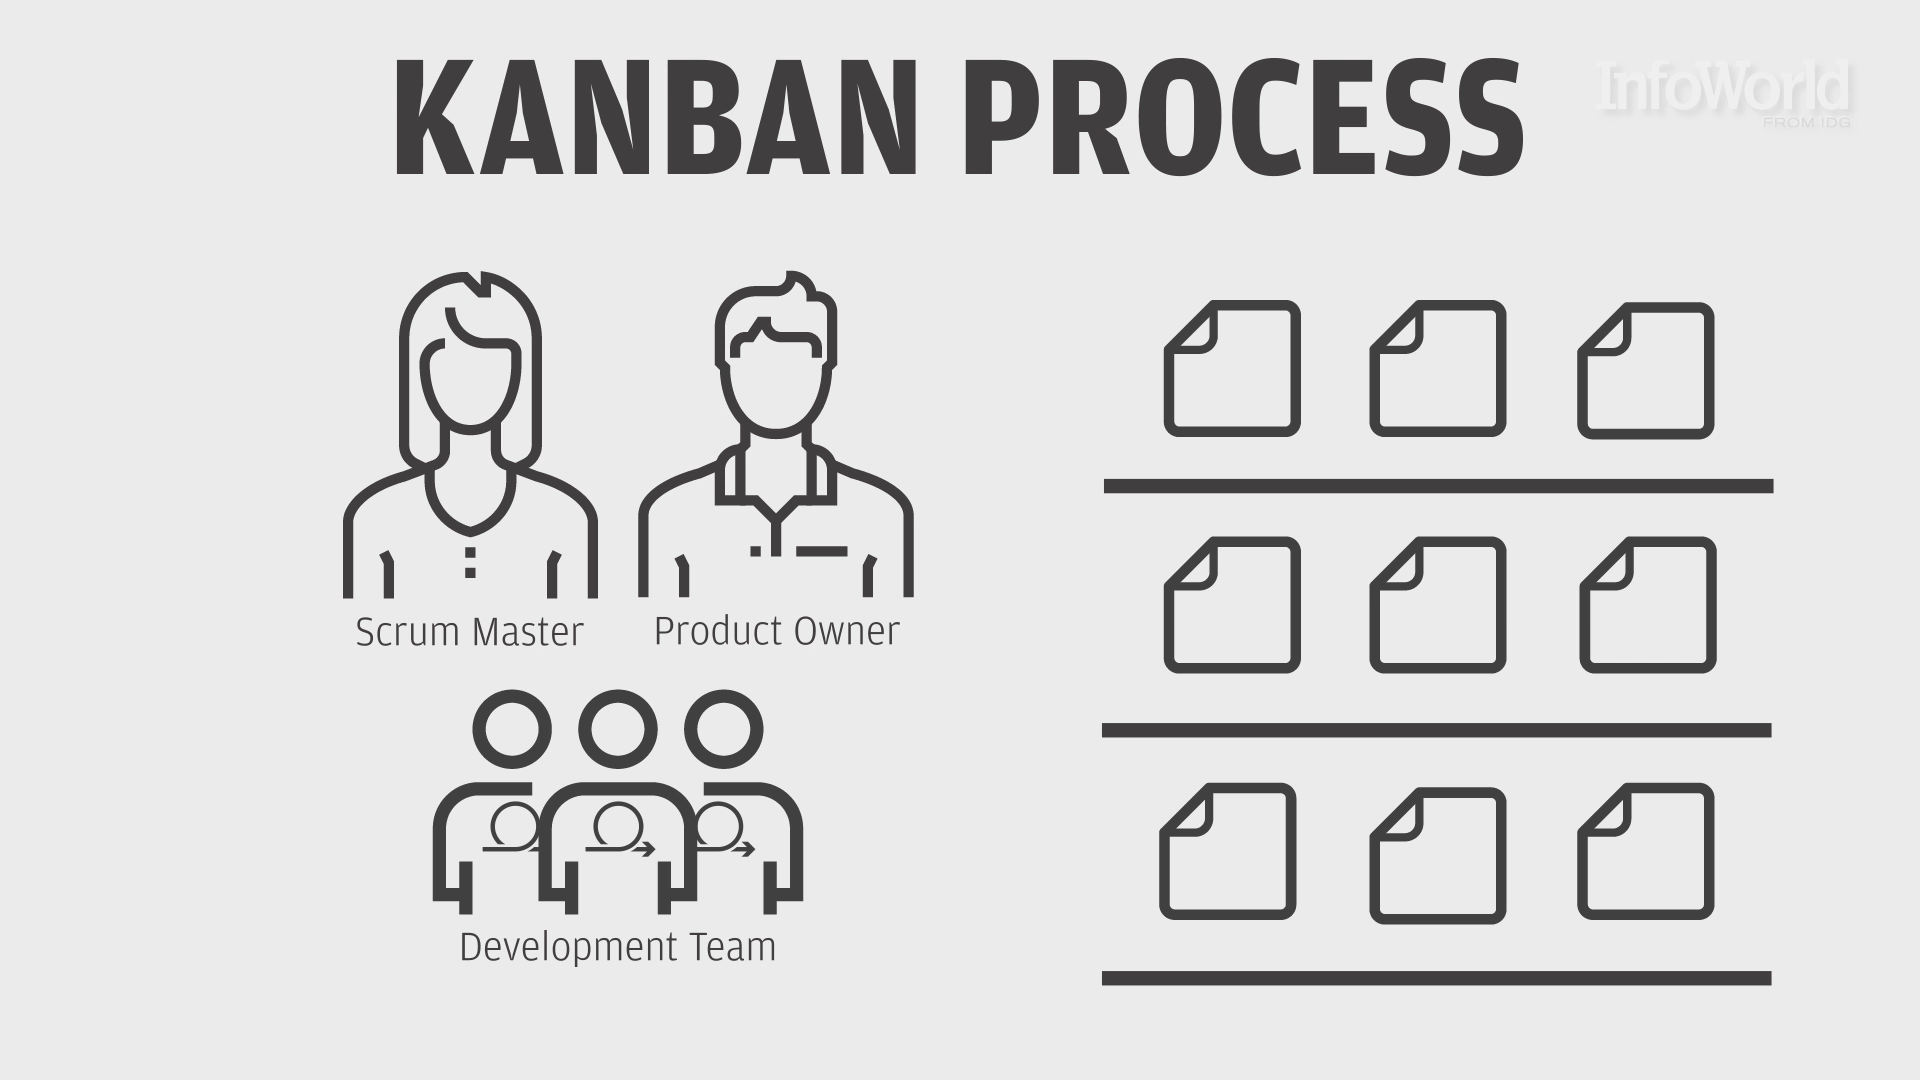 KANBAN PROCESS
InfoWorld
FROM IDG
Scrum Master
Product Owner
Development Team